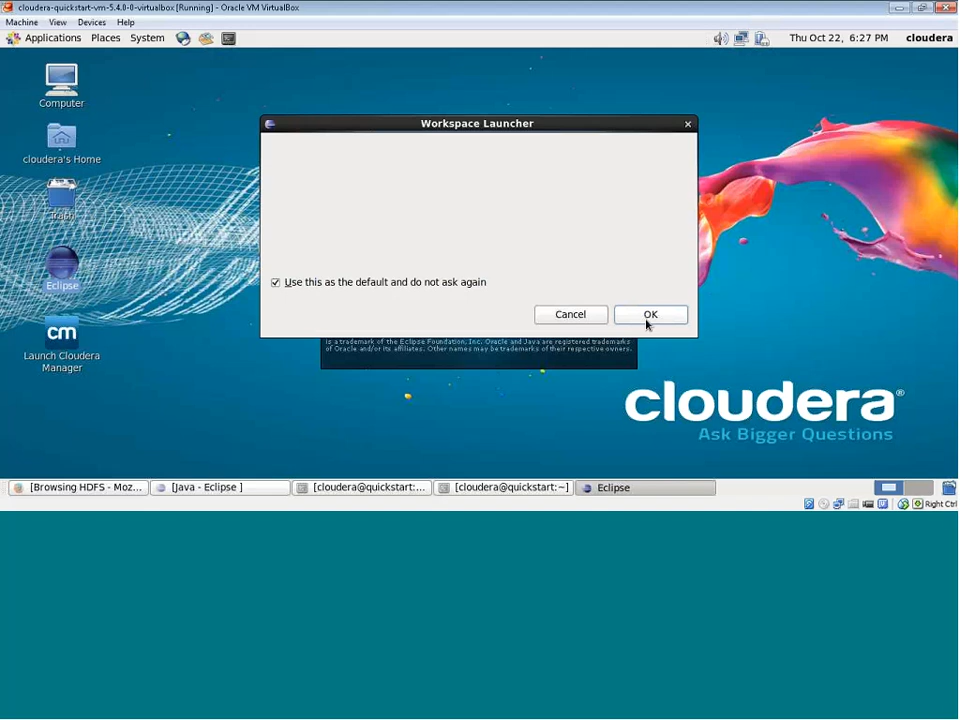 cloudera-quickstart-vm-5.4.0-0-virtualbox [Running] - Oracle VM VirtualBox
Machine View Devices Help
Applications Places System
Thu Oct 22, 6:27 PM cloudera
Computer
cloudera's Home
Trash
Eclipse
cm
Launch Cloudera
Manager
Workspace Launcher
Use this as the default and do not ask again
Cancel OK
is a trademark of the Eclipse Foundation, Inc. Oracle and Java are registered trademarks
of Oracle and/or its affiliates. Other names may be trademarks of their respective owners.
cloudera®
Ask Bigger Questions
[Browsing HDFS - Moz... [Java - Eclipse ] [cloudera@quickstart:... [cloudera@quickstart:~] Eclipse
Right Ctrl